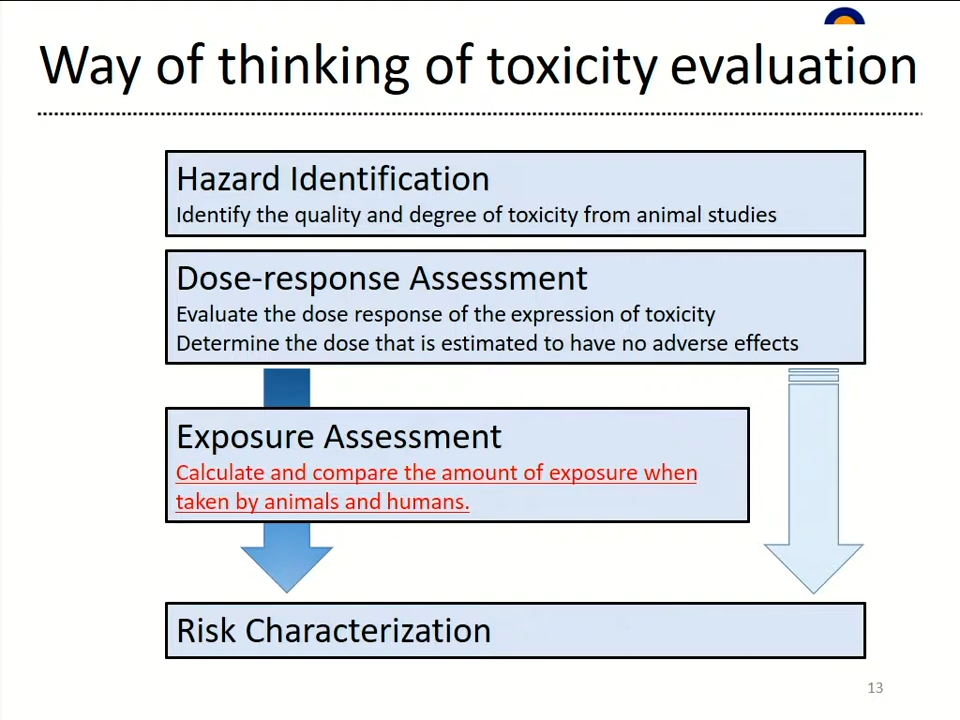 Way of thinking of toxicity evaluation
Hazard Identification
Identify the quality and degree of toxicity from animal studies
Dose-response Assessment
Evaluate the dose response of the expression of toxicity
Determine the dose that is estimated to have no adverse effects
Exposure Assessment
Calculate and compare the amount of exposure when
taken by animals and humans.
Risk Characterization
13